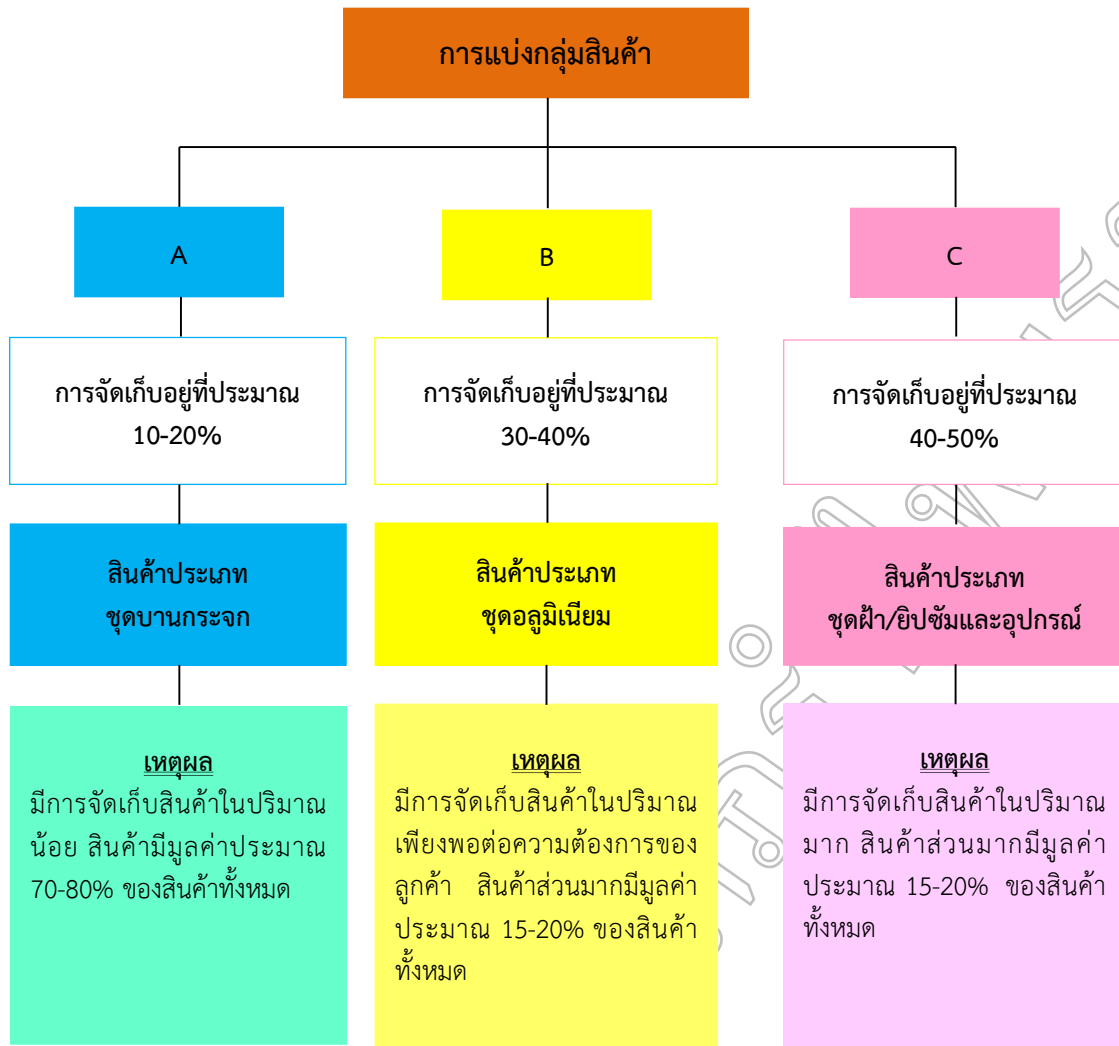 การแบ่งกลุ่มสินค้า
A
การจัดเก็บอยู่ที่ประมาณ
10-20%
สินค้าประเภท
ชุดบานกระจก
เหตุผล
มีการจัดเก็บสินค้าในปริมาณ
น้อย สินค้ามีมูลค่าประมาณ
70-80% ของสินค้าทั้งหมด
B
การจัดเก็บอยู่ที่ประมาณ
30-40%
สินค้าประเภท
ชุดอลูมิเนียม
เหตุผล
มีการจัดเก็บสินค้าในปริมาณ
เพียงพอต่อความต้องการของ
ลูกค้า สินค้าส่วนมากมีมูลค่า
ประมาณ 15-20% ของสินค้า
ทั้งหมด
C
การจัดเก็บอยู่ที่ประมาณ
40-50%
สินค้าประเภท
ชุดฝ้า/ยิปซัมและอุปกรณ์
เหตุผล
มีการจัดเก็บสินค้าในปริมาณ
มาก สินค้าส่วนมากมีมูลค่า
ประมาณ 15-20% ของสินค้า
ทั้งหมด